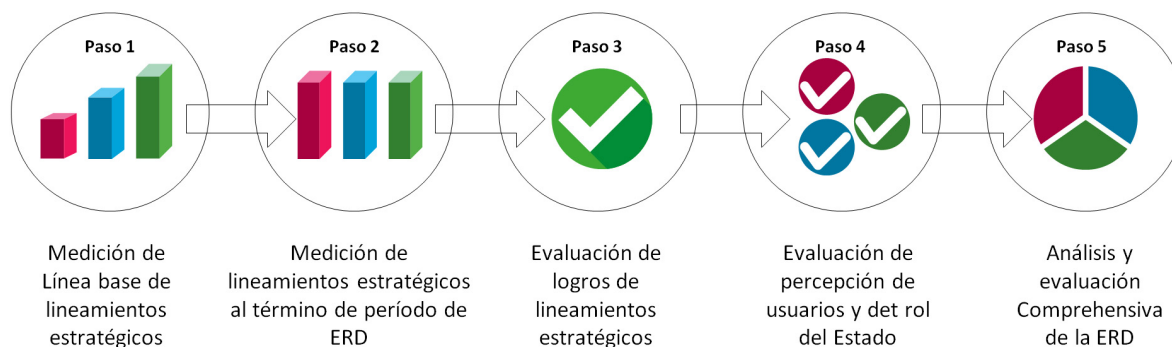 Paso 1
Medición de
Línea base de
lineamientos
estratégicos
Paso 2
Medición de
lineamientos estratégicos
al término de período de
ERD
Paso 3
Evaluación de
logros de
lineamientos
estratégicos
Paso 4
Evaluación de
percepción de
usuarios y det rol
del Estado
Paso 5
Análisis y
evaluación
Comprehensiva
de la ERD